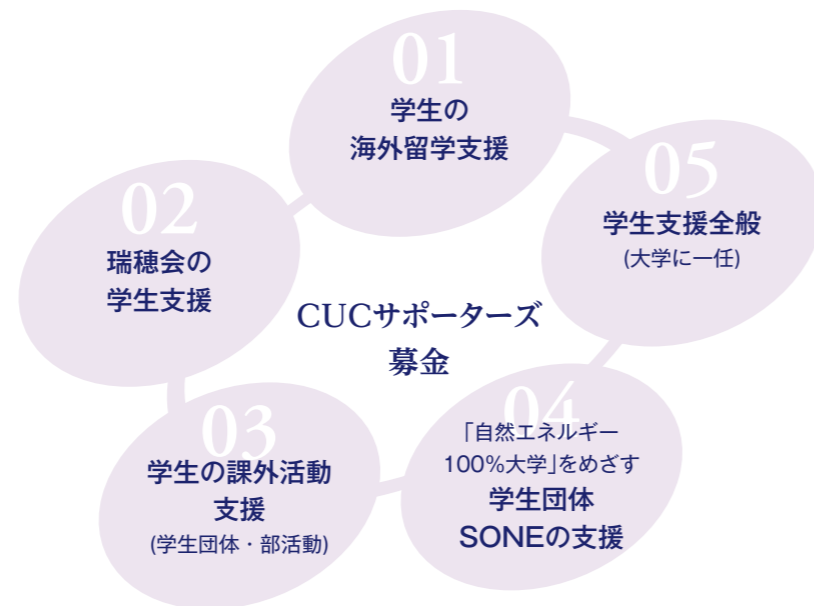 01
学生の
海外留学支援
02
瑞穂会の
学生支援
03
学生の課外活動
支援
(学生団体・部活動)
04
「自然エネルギー
100%大学」をめざす
学生団体
SONEの支援
05
学生支援全般
(大学に一任)
CUCサポーターズ
募金